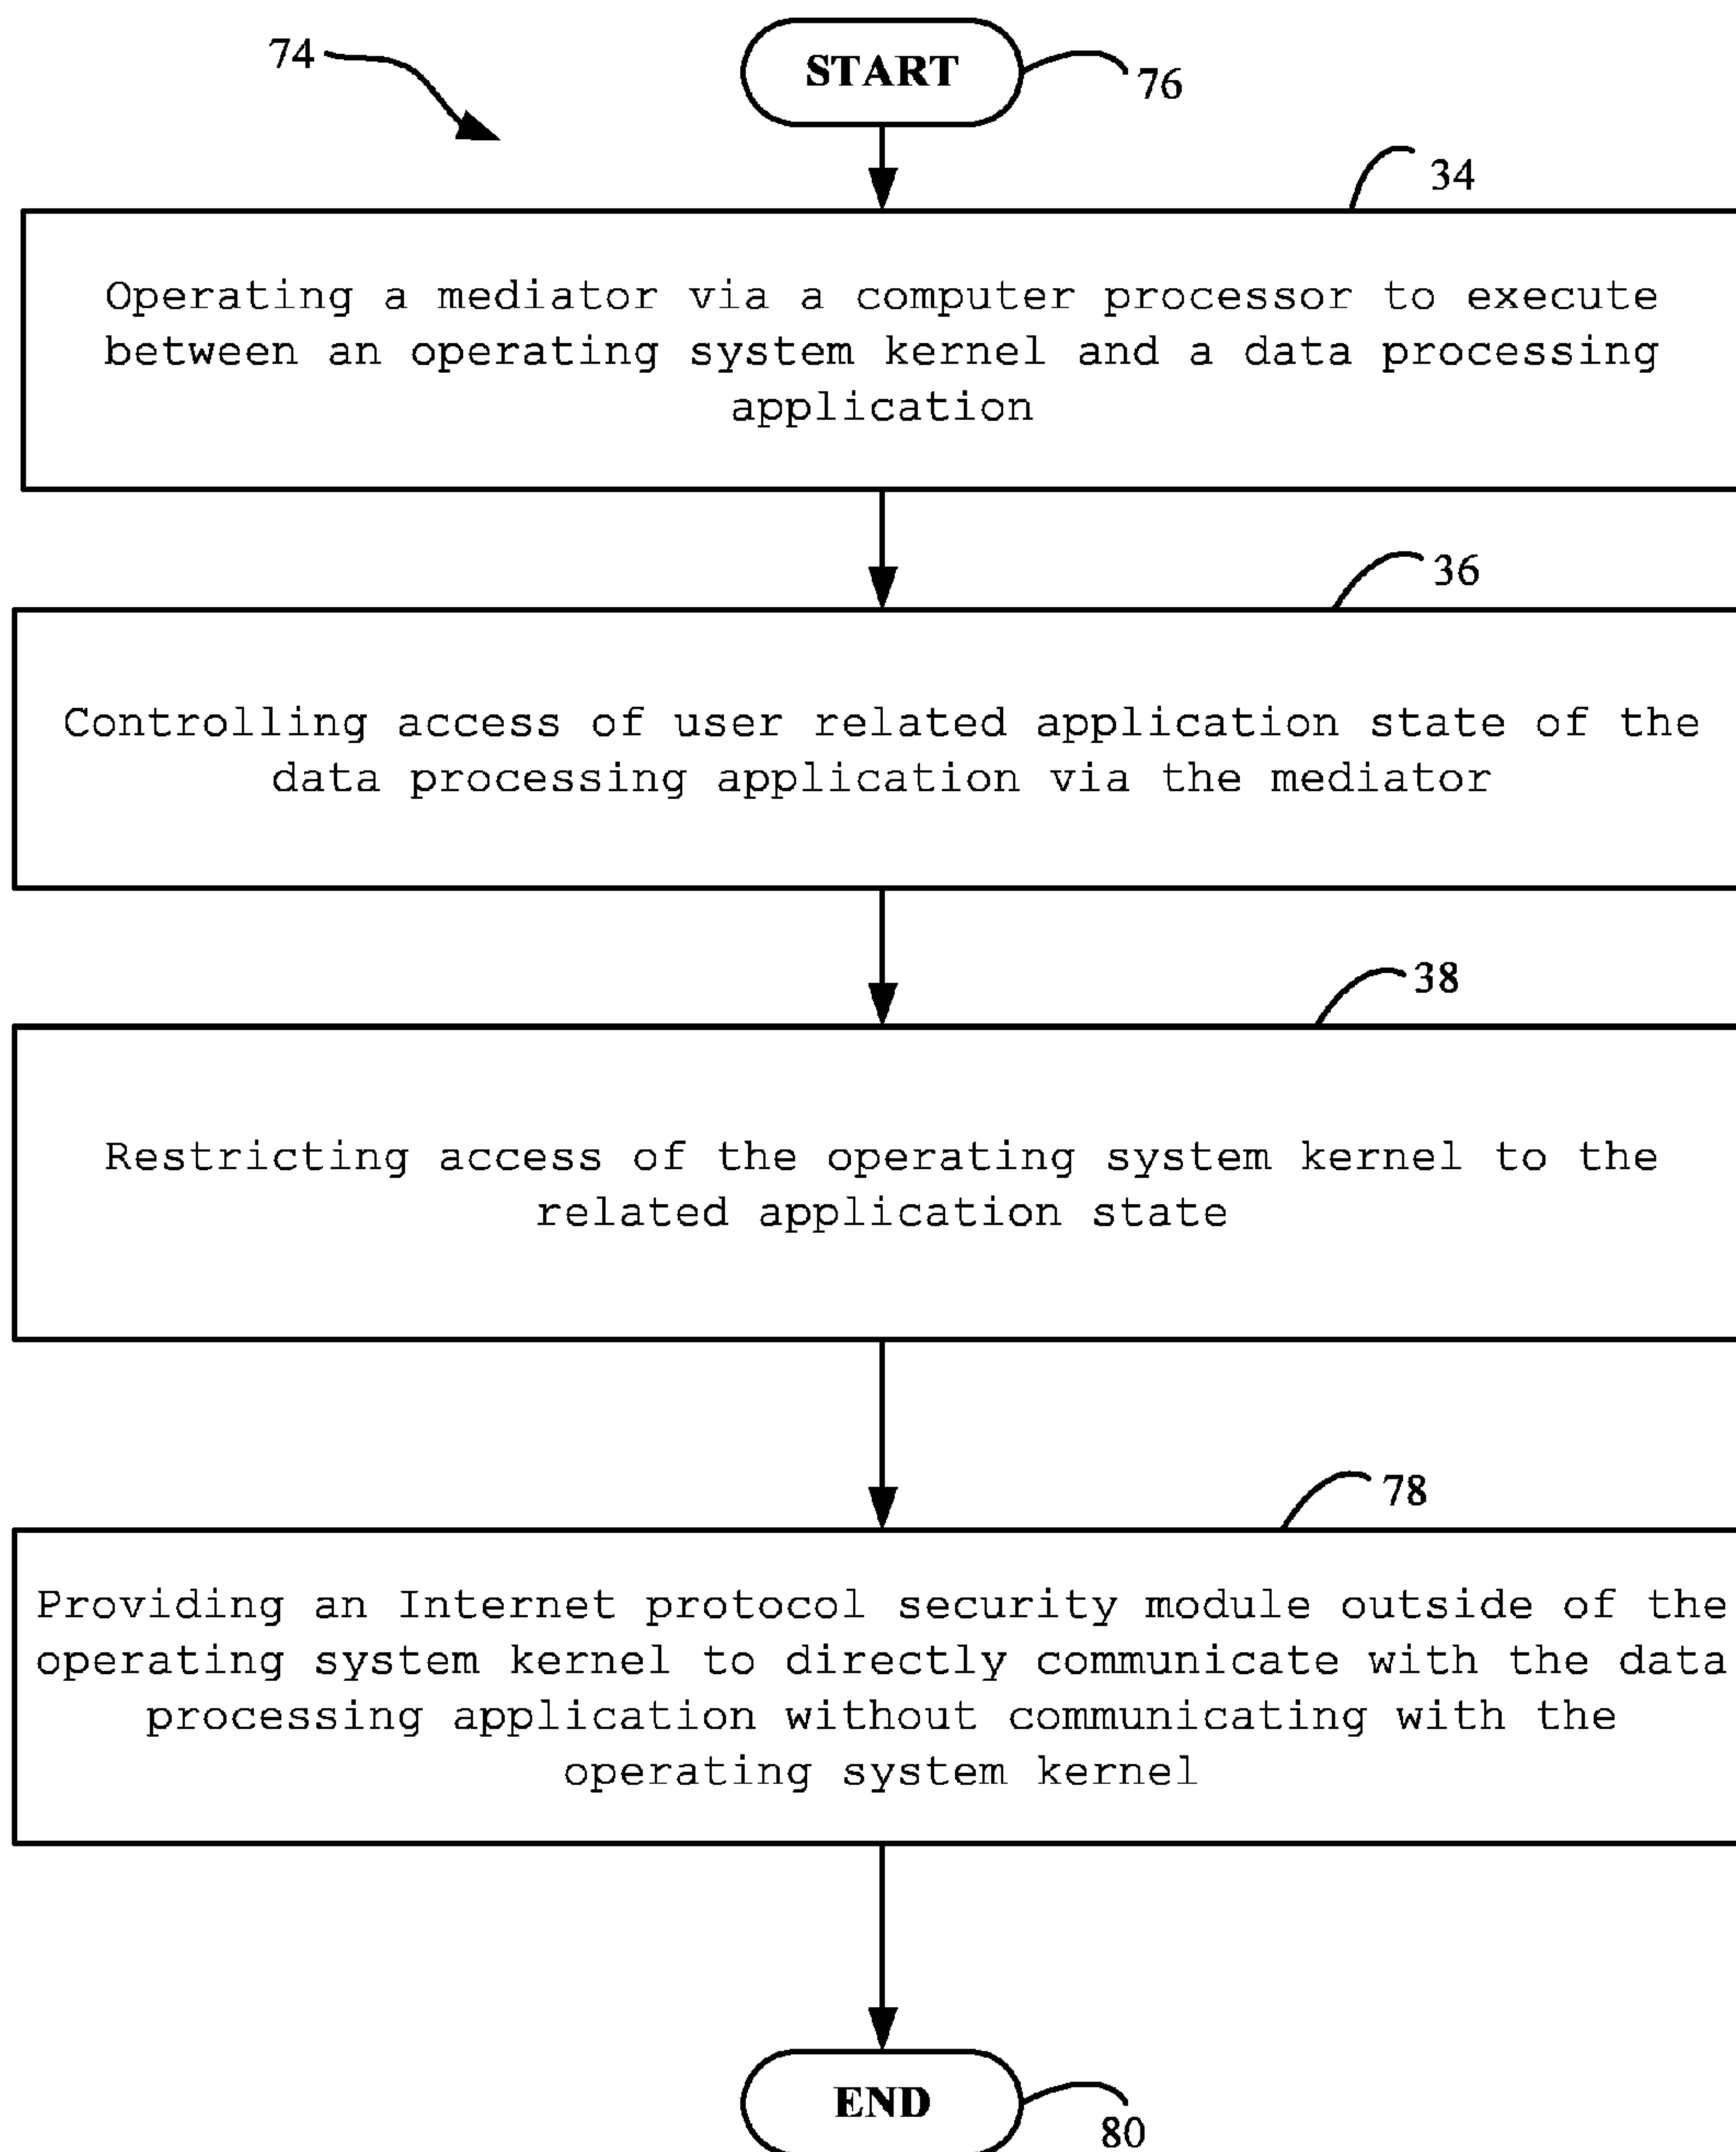 74
START
76
34
Operating a mediator via a computer processor to execute
between an operating system kernel and a data processing
application
36
Controlling access of user related application state of the
data processing application via the mediator
38
Restricting access of the operating system kernel to the
related application state
78
Providing an Internet protocol security module outside of the
operating system kernel to directly communicate with the data
processing application without communicating with the
operating system kernel
END
80